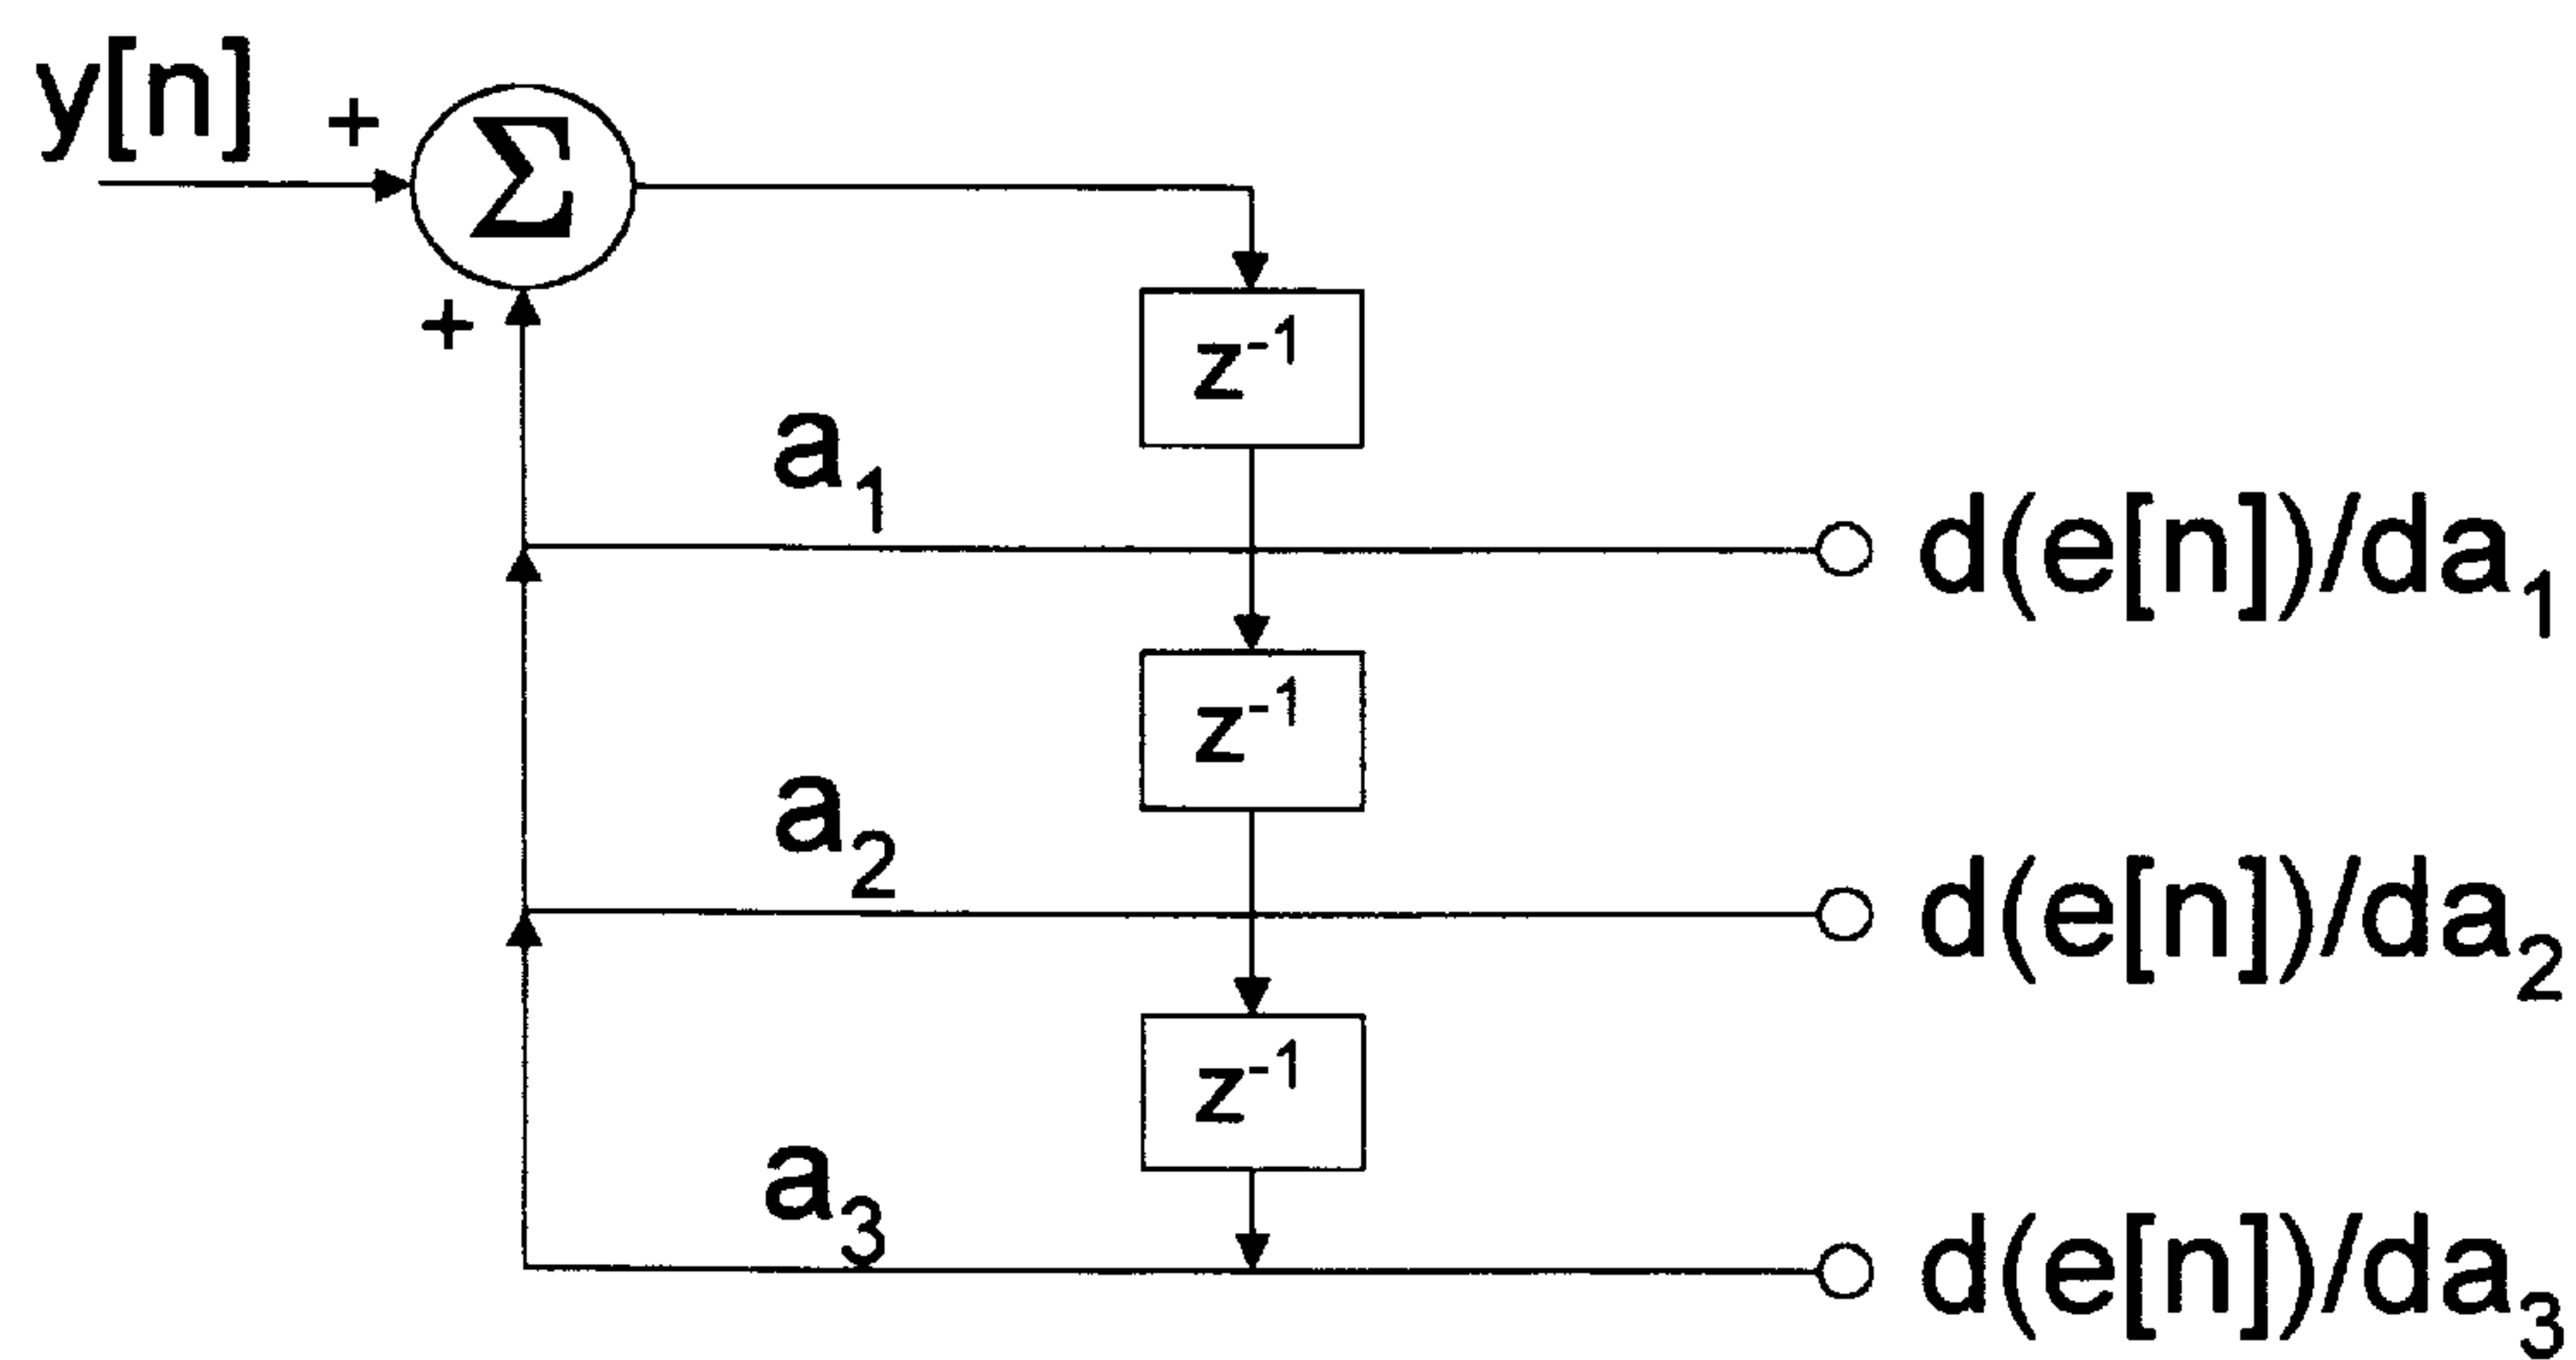 y[n]
+
Σ
+
z⁻¹
a₁
d(e[n])/da₁
z⁻¹
a₂
d(e[n])/da₂
z⁻¹
a₃
d(e[n])/da₃